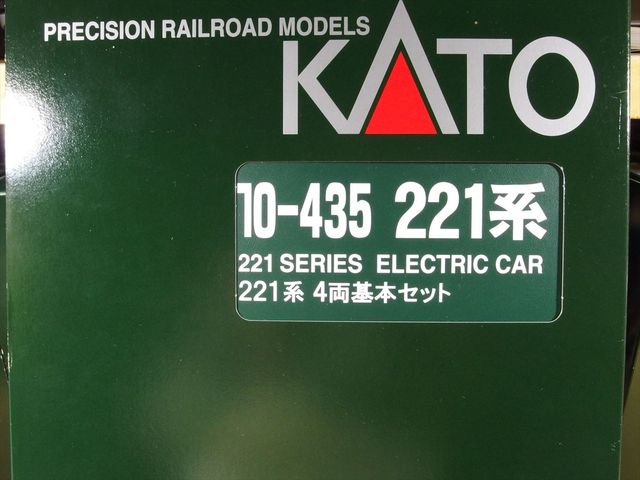 PRECISION RAILROAD MODELS
KATO
10-435 221系
221 SERIES ELECTRIC CAR
221系 4両基本セット